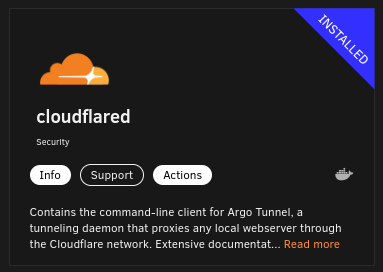 INSTALLED
cloudflared
Security
Info Support Actions
Contains the command-line client for Argo Tunnel, a
tunneling daemon that proxies any local webserver through
the Cloudflare network. Extensive documentat... Read more